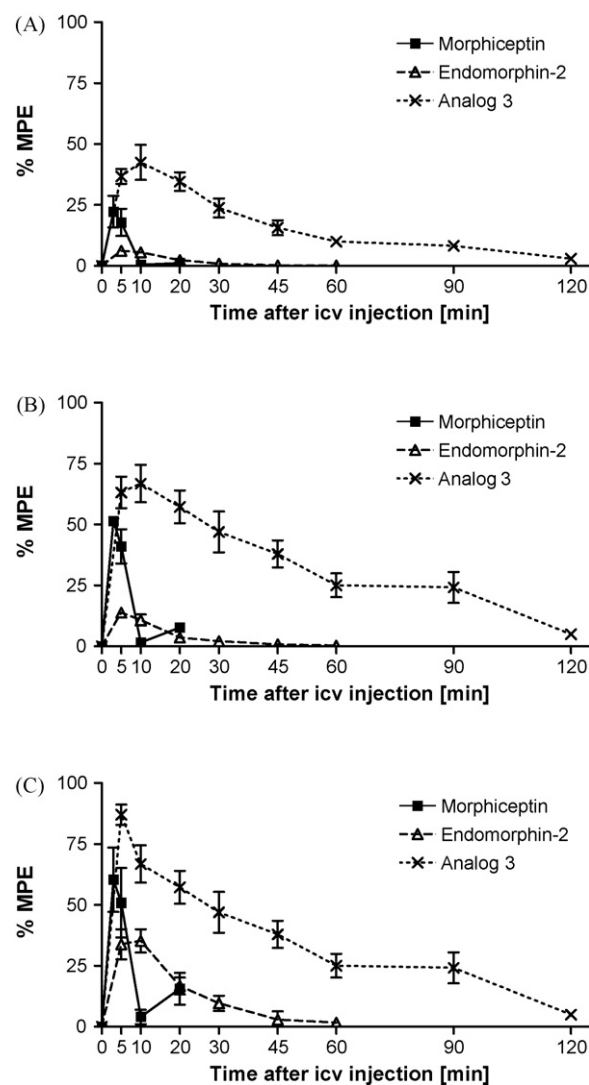 (A)
100
75
50
25
0
% MPE
Morphiceptin
Endomorphin-2
Analog 3
0 5 10 20 30 45 60 90 120
Time after icv injection [min]
(B)
100
75
50
25
0
% MPE
Morphiceptin
Endomorphin-2
Analog 3
0 5 10 20 30 45 60 90 120
Time after icv injection [min]
(C)
100
75
50
25
0
% MPE
Morphiceptin
Endomorphin-2
Analog 3
0 5 10 20 30 45 60 90 120
Time after icv injection [min]